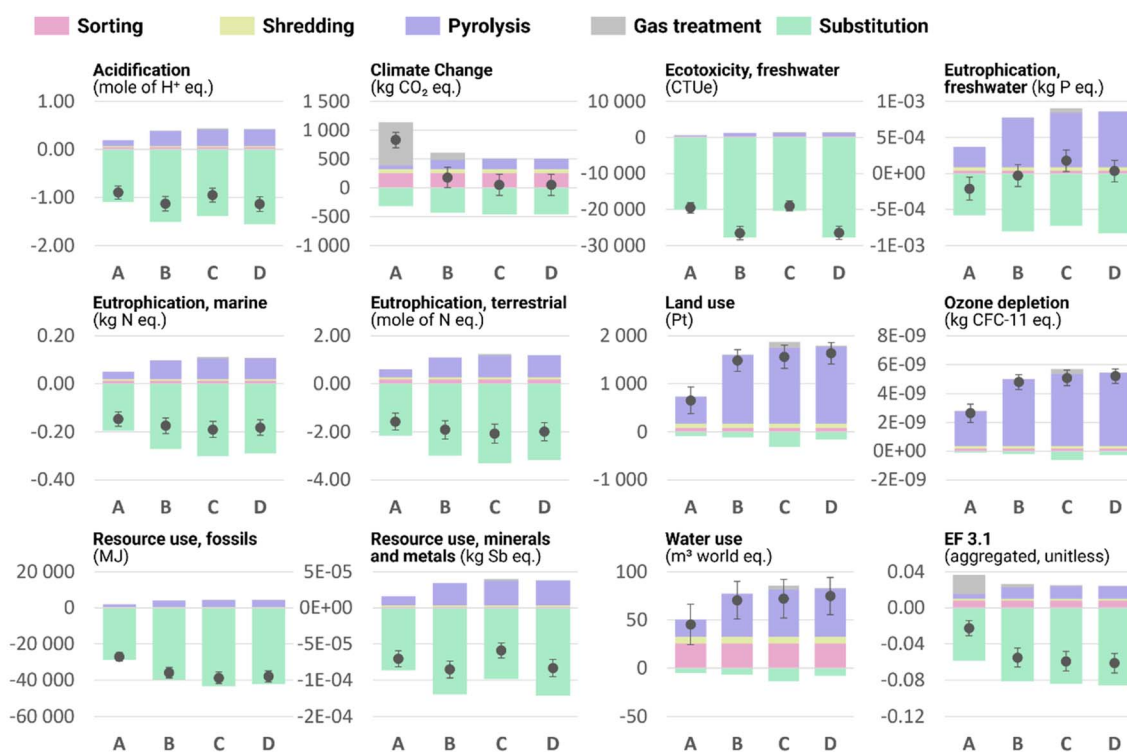 Sorting Shredding Pyrolysis Gas treatment Substitution
Acidification
(mole of H⁺ eq.)
1.00
0.00
-1.00
-2.00
A B C D
Climate Change
(kg CO₂ eq.)
1 500
1 000
500
0
-500
-1 000
A B C D
Ecotoxicity, freshwater
(CTUe)
10 000
0
-10 000
-20 000
-30 000
A B C D
Eutrophication,
freshwater (kg P eq.)
1E-03
5E-04
0E+00
-5E-04
-1E-03
A B C D
Eutrophication, marine
(kg N eq.)
0.20
0.00
-0.20
-0.40
A B C D
Eutrophication, terrestrial
(mole of N eq.)
2.00
0.00
-2.00
-4.00
A B C D
Land use
(Pt)
2 000
1 000
0
-1 000
A B C D
Ozone depletion
(kg CFC-11 eq.)
8E-09
6E-09
4E-09
2E-09
0E+00
-2E-09
A B C D
Resource use, fossils
(MJ)
20 000
0
-20 000
-40 000
-60 000
A B C D
Resource use, minerals
and metals (kg Sb eq.)
5E-05
0E+00
-5E-05
-1E-04
-2E-04
A B C D
Water use
(m³ world eq.)
100
50
0
-50
A B C D
EF 3.1
(aggregated, unitless)
0.04
0.00
-0.04
-0.08
-0.12
A B C D